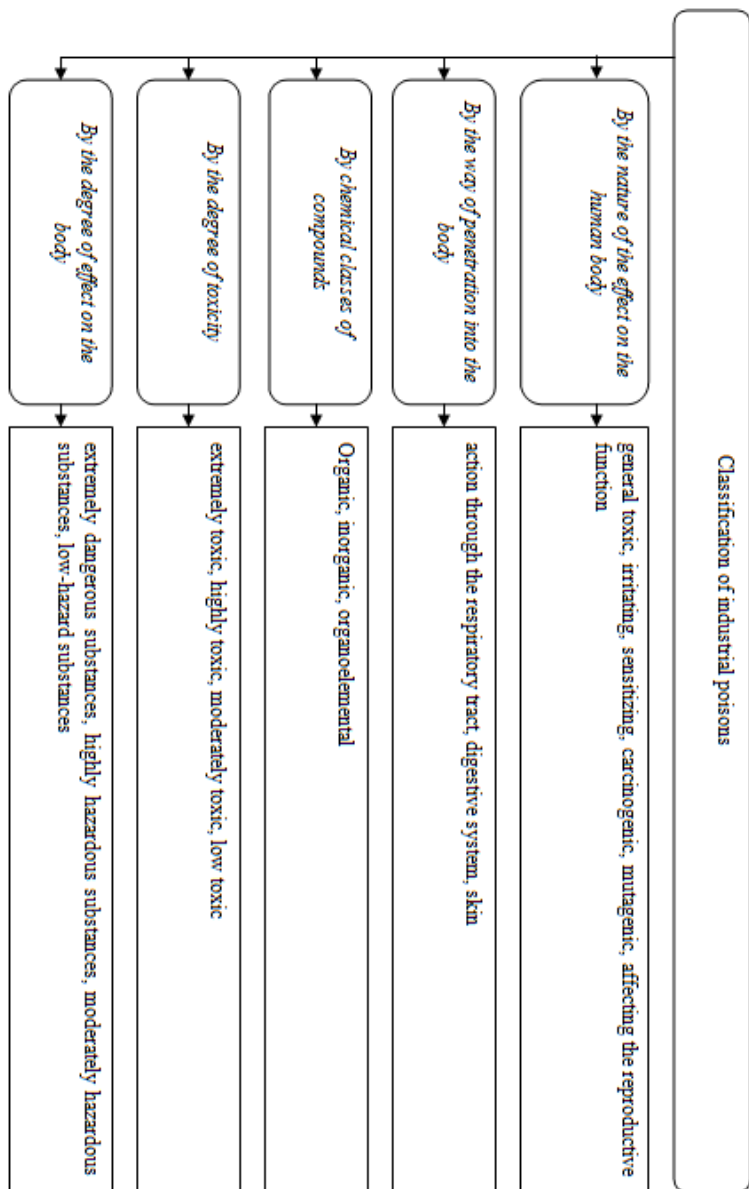 Classification of industrial poisons
By the nature of the effect on the
human body
general toxic, irritating, sensitizing, carcinogenic, mutagenic, affecting the reproductive
function
By the way of penetration into the
body
action through the respiratory tract, digestive system, skin
By chemical classes of
compounds
Organic, inorganic, organoelemental
By the degree of toxicity
extremely toxic, highly toxic, moderately toxic, low toxic
By the degree of effect on the
body
extremely dangerous substances, highly hazardous substances, moderately hazardous
substances, low-hazard substances